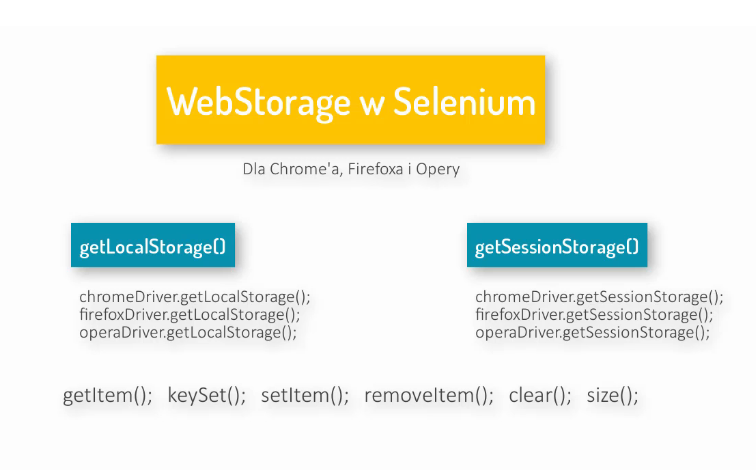 WebStorage w Selenium
Dla Chrome'a, Firefoxa i Opery
getLocalStorage()
chromeDriver.getLocalStorage();
firefoxDriver.getLocalStorage();
operaDriver.getLocalStorage();
getSessionStorage()
chromeDriver.getSessionStorage();
firefoxDriver.getSessionStorage();
operaDriver.getSessionStorage();
getItem(); keySet(); setItem(); removeItem(); clear(); size();